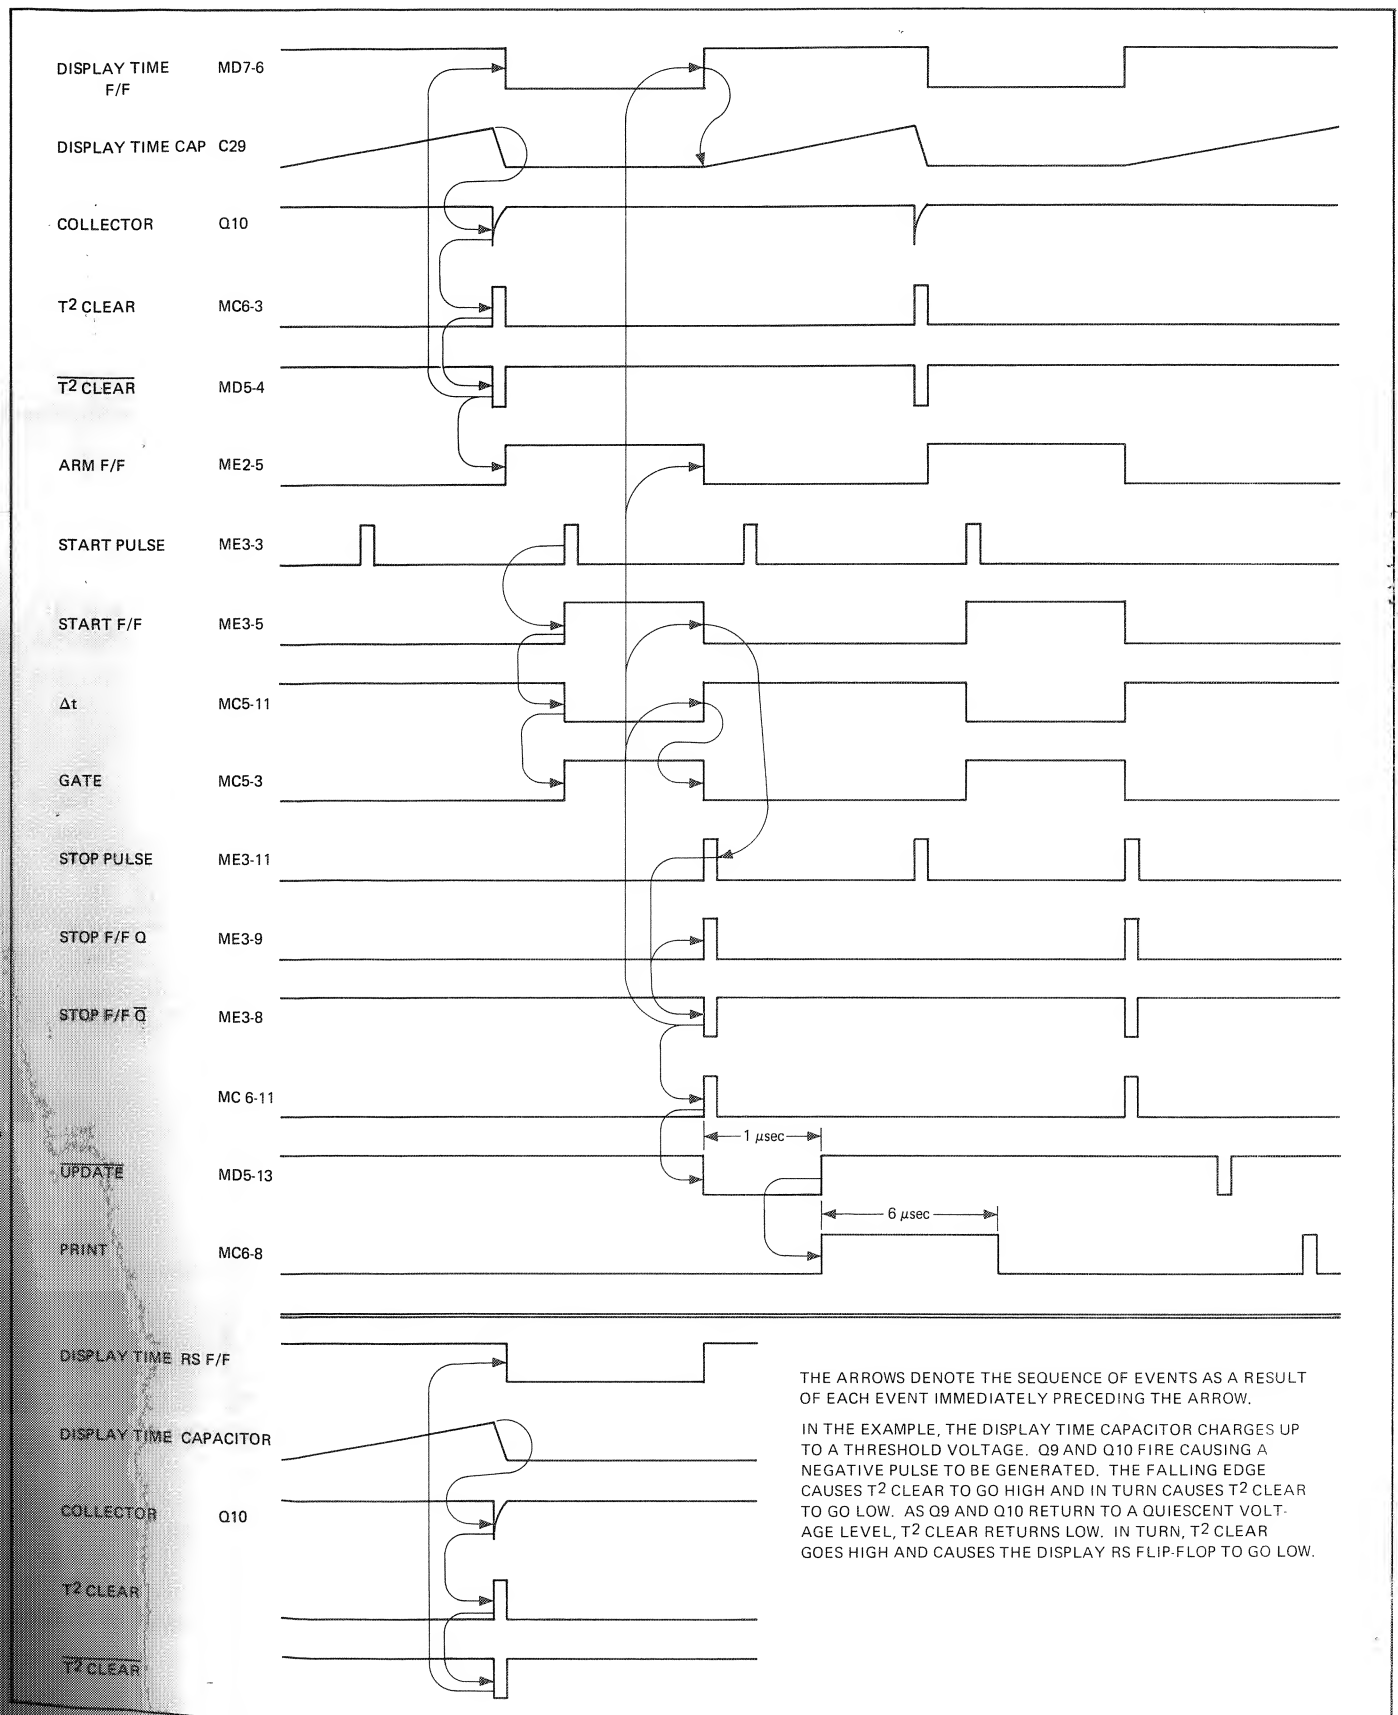 DISPLAY TIME F/F MD7-6
DISPLAY TIME CAP C29
COLLECTOR Q10
T² CLEAR MC6-3
T² CLEAR MD5-4
ARM F/F ME2-5
START PULSE ME3-3
START F/F ME3-5
Δt MC5-11
GATE MC5-3
STOP PULSE ME3-11
STOP F/F Q ME3-9
STOP F/F Q̅ ME3-8
MC 6-11
1 μsec
UPDATE MD5-13
6 μsec
PRINT MC6-8
DISPLAY TIME RS F/F
DISPLAY TIME CAPACITOR
COLLECTOR Q10
T² CLEAR
T² CLEAR
THE ARROWS DENOTE THE SEQUENCE OF EVENTS AS A RESULT
OF EACH EVENT IMMEDIATELY PRECEDING THE ARROW.
IN THE EXAMPLE, THE DISPLAY TIME CAPACITOR CHARGES UP
TO A THRESHOLD VOLTAGE. Q9 AND Q10 FIRE CAUSING A
NEGATIVE PULSE TO BE GENERATED. THE FALLING EDGE
CAUSES T² CLEAR TO GO HIGH AND IN TURN CAUSES T² CLEAR
TO GO LOW. AS Q9 AND Q10 RETURN TO A QUIESCENT VOLT-
AGE LEVEL, T² CLEAR RETURNS LOW. IN TURN, T² CLEAR
GOES HIGH AND CAUSES THE DISPLAY RS FLIP-FLOP TO GO LOW.